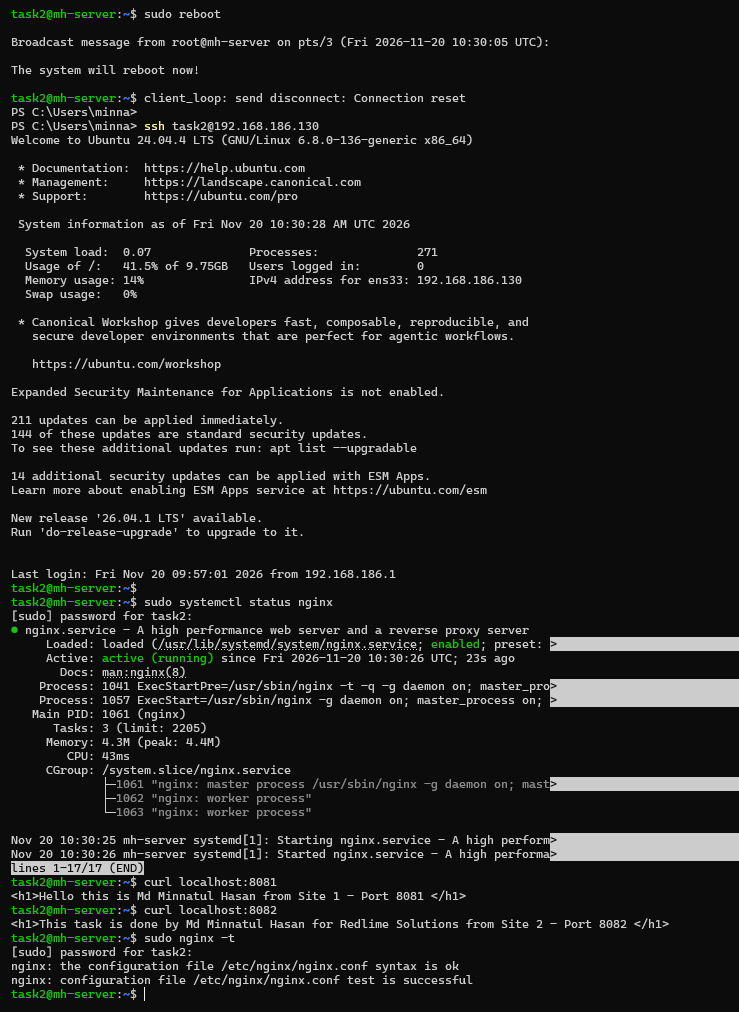 task2@mh-server:~$ sudo reboot
Broadcast message from root@mh-server on pts/3 (Fri 2026-11-20 10:30:05 UTC):
The system will reboot now!
task2@mh-server:~$ client_loop: send disconnect: Connection reset
PS C:\Users\minna>
PS C:\Users\minna> ssh task2@192.168.186.130
Welcome to Ubuntu 24.04.4 LTS (GNU/Linux 6.8.0-136-generic x86_64)
 * Documentation:  https://help.ubuntu.com
 * Management:     https://landscape.canonical.com
 * Support:        https://ubuntu.com/pro
 System information as of Fri Nov 20 10:30:28 AM UTC 2026
  System load:  0.07              Processes:              271
  Usage of /:   41.5% of 9.75GB   Users logged in:        0
  Memory usage: 14%               IPv4 address for ens33: 192.168.186.130
  Swap usage:   0%
 * Canonical Workshop gives developers fast, composable, reproducible, and
   secure developer environments that are perfect for agentic workflows.
   https://ubuntu.com/workshop
Expanded Security Maintenance for Applications is not enabled.
211 updates can be applied immediately.
144 of these updates are standard security updates.
To see these additional updates run: apt list --upgradable
14 additional security updates can be applied with ESM Apps.
Learn more about enabling ESM Apps service at https://ubuntu.com/esm
New release '26.04.1 LTS' available.
Run 'do-release-upgrade' to upgrade to it.
Last login: Fri Nov 20 09:57:01 2026 from 192.168.186.1
task2@mh-server:~$
task2@mh-server:~$ sudo systemctl status nginx
[sudo] password for task2:
● nginx.service - A high performance web server and a reverse proxy server
     Loaded: loaded (/usr/lib/systemd/system/nginx.service; enabled; preset: >
     Active: active (running) since Fri 2026-11-20 10:30:26 UTC; 23s ago
       Docs: man:nginx(8)
    Process: 1041 ExecStartPre=/usr/sbin/nginx -t -q -g daemon on; master_pro>
    Process: 1057 ExecStart=/usr/sbin/nginx -g daemon on; master_process on; >
   Main PID: 1061 (nginx)
      Tasks: 3 (limit: 2205)
     Memory: 4.3M (peak: 4.4M)
        CPU: 43ms
     CGroup: /system.slice/nginx.service
             ├─1061 "nginx: master process /usr/sbin/nginx -g daemon on; mast>
             ├─1062 "nginx: worker process"
             └─1063 "nginx: worker process"
Nov 20 10:30:25 mh-server systemd[1]: Starting nginx.service - A high perform>
Nov 20 10:30:26 mh-server systemd[1]: Started nginx.service - A high performa>
lines 1-17/17 (END)
task2@mh-server:~$ curl localhost:8081
<h1>Hello this is Md Minnatul Hasan from Site 1 - Port 8081 </h1>
task2@mh-server:~$ curl localhost:8082
<h1>This task is done by Md Minnatul Hasan for Redlime Solutions from Site 2 - Port 8082 </h1>
task2@mh-server:~$ sudo nginx -t
[sudo] password for task2:
nginx: the configuration file /etc/nginx/nginx.conf syntax is ok
nginx: configuration file /etc/nginx/nginx.conf test is successful
task2@mh-server:~$